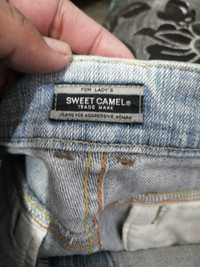 FOR LADY'S
SWEET CAMEL®
TRADE MARK
JEANS FOR AGGRESSIVE WOMAN